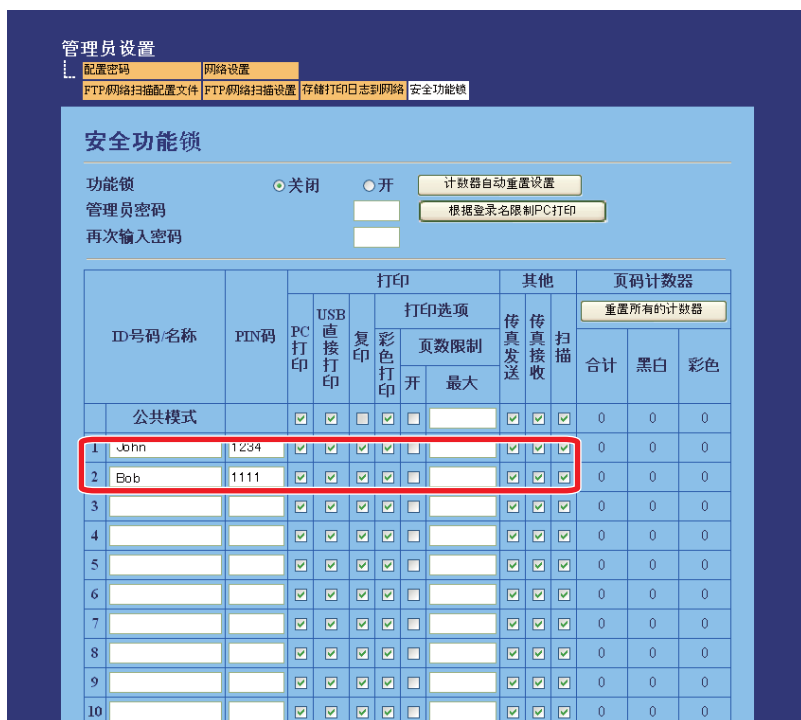 管理员设置
配置密码 网络设置
FTP/网络扫描配置文件 FTP/网络扫描设置 存储打印日志到网络 安全功能锁
安全功能锁
功能锁 关闭 开 计数器自动重置设置
管理员密码 根据登录名限制PC打印
再次输入密码
ID号码/名称 PIN码 打印 其他 页码计数器
PC打印 USB直接打印 复印 彩色打印 打印选项 传真发送 传真接收 扫描 重置所有的计数器
页数限制 合计 黑白 彩色
开 最大
公共模式 0 0 0
1 John 1234 0 0 0
2 Bob 1111 0 0 0
3 0 0 0
4 0 0 0
5 0 0 0
6 0 0 0
7 0 0 0
8 0 0 0
9 0 0 0
10 0 0 0